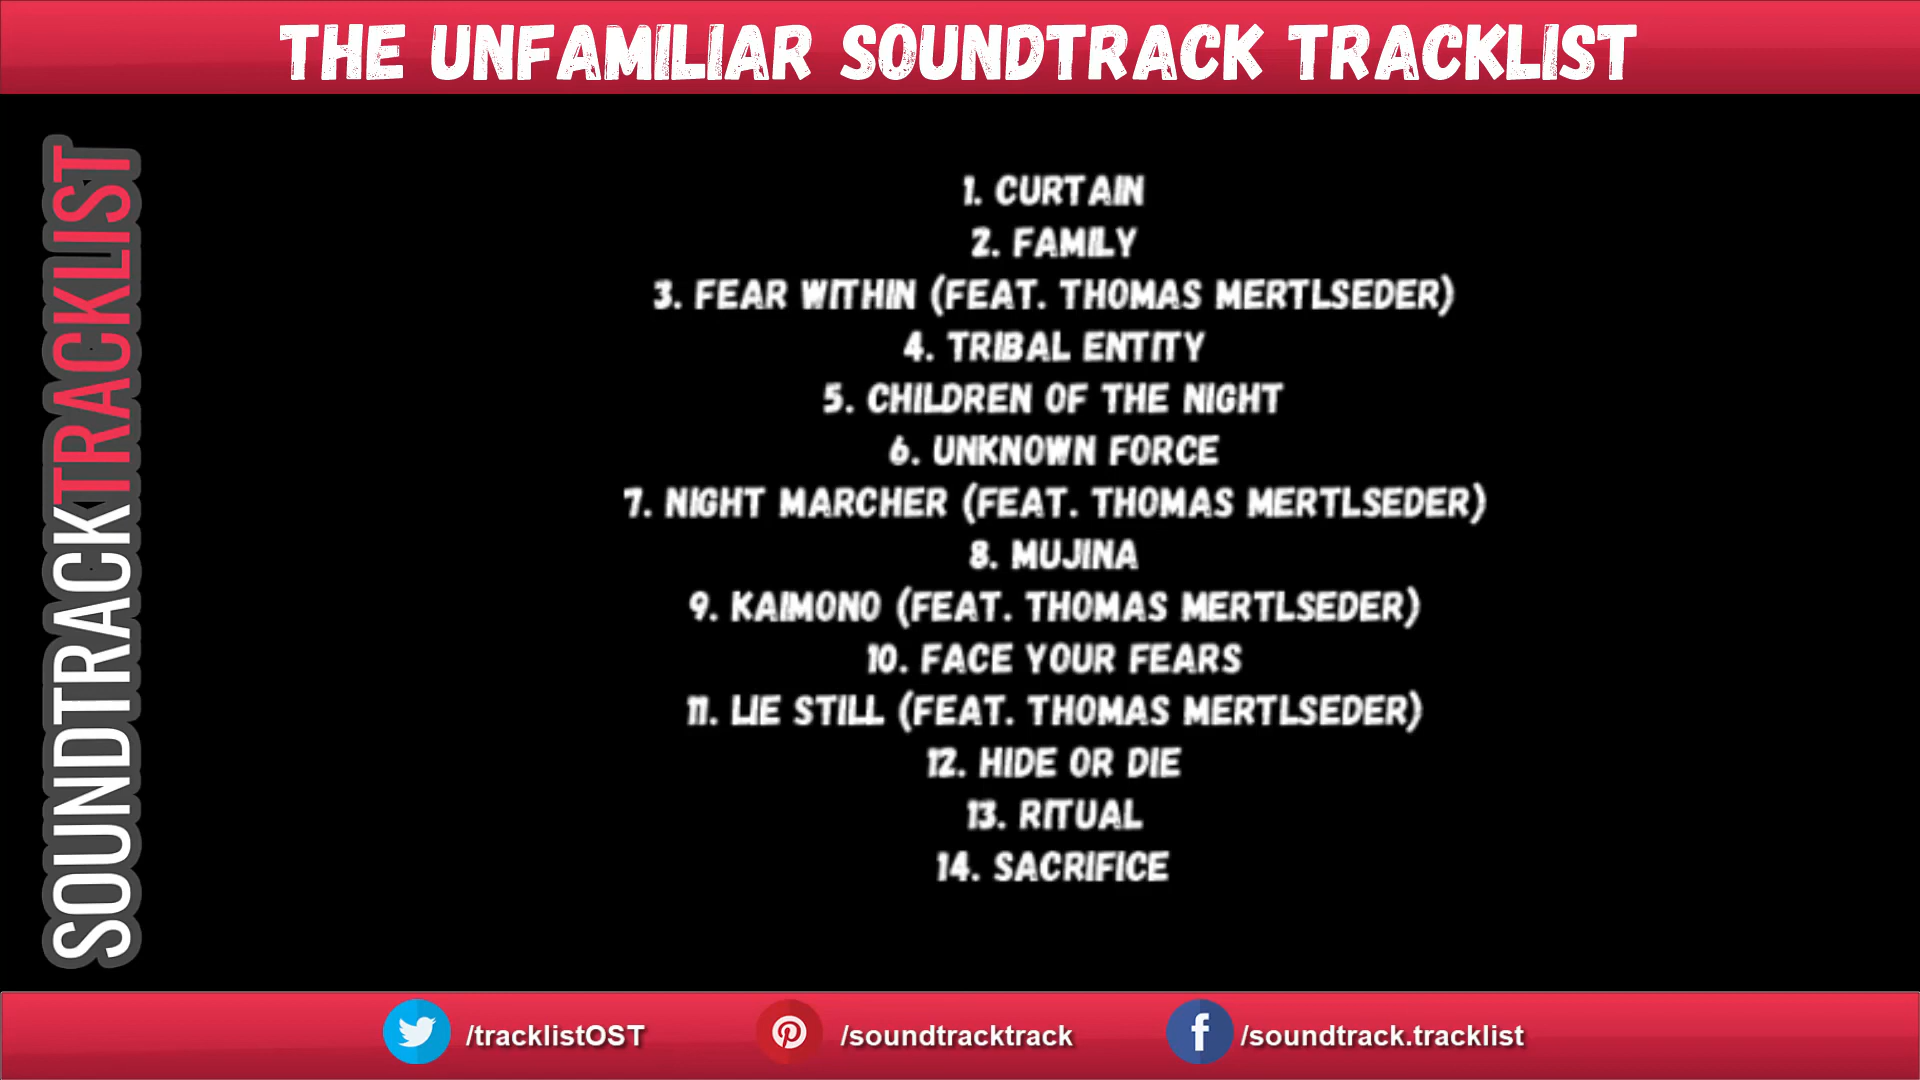 THE UNFAMILIAR SOUNDTRACK TRACKLIST
SOUNDTRACKTRACKLIST
1. CURTAIN
2. FAMILY
3. FEAR WITHIN (FEAT. THOMAS MERTLSEDER)
4. TRIBAL ENTITY
5. CHILDREN OF THE NIGHT
6. UNKNOWN FORCE
7. NIGHT MARCHER (FEAT. THOMAS MERTLSEDER)
8. MUJINA
9. KAIMONO (FEAT. THOMAS MERTLSEDER)
10. FACE YOUR FEARS
11. LIE STILL (FEAT. THOMAS MERTLSEDER)
12. HIDE OR DIE
13. RITUAL
14. SACRIFICE
/tracklistOST
/soundtracktrack
/soundtrack.tracklist